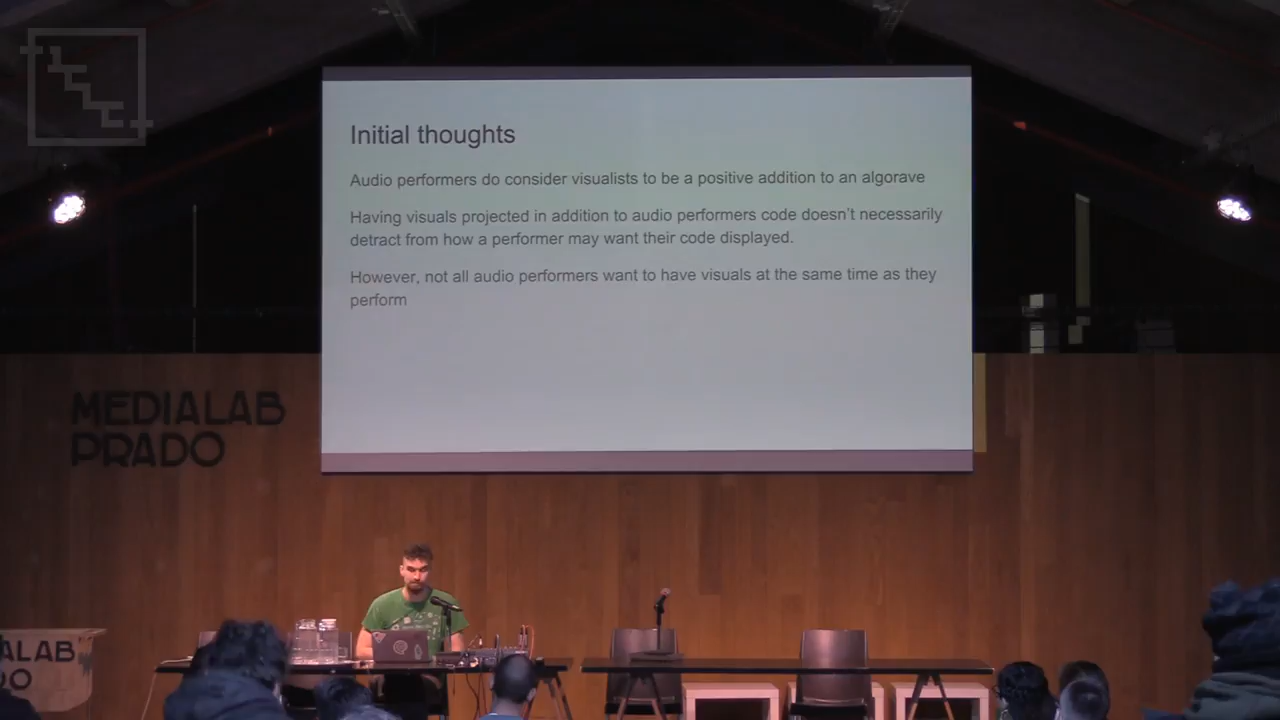 Initial thoughts
Audio performers do consider visualists to be a positive addition to an algorave
Having visuals projected in addition to audio performers code doesn't necessarily
detract from how a performer may want their code displayed.
However, not all audio performers want to have visuals at the same time as they
perform
MEDIALAB
PRADO
ALAB
DO